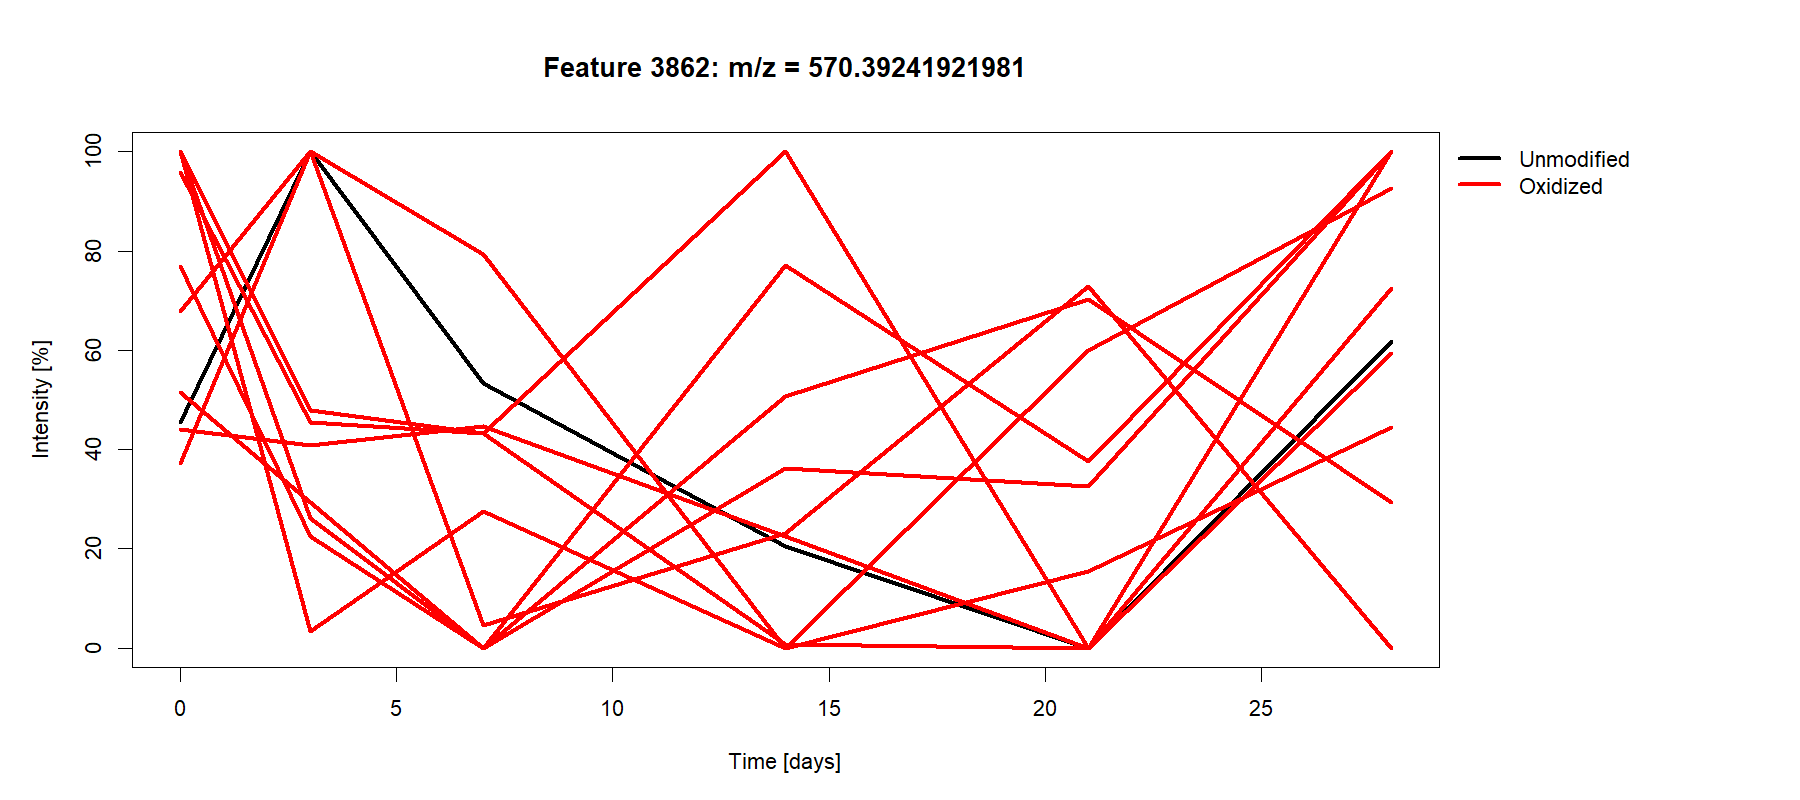 Feature 3862: m/z = 570.39241921981
Unmodified
Oxidized
Intensity [%]
100
80
60
40
20
0
0 5 10 15 20 25
Time [days]